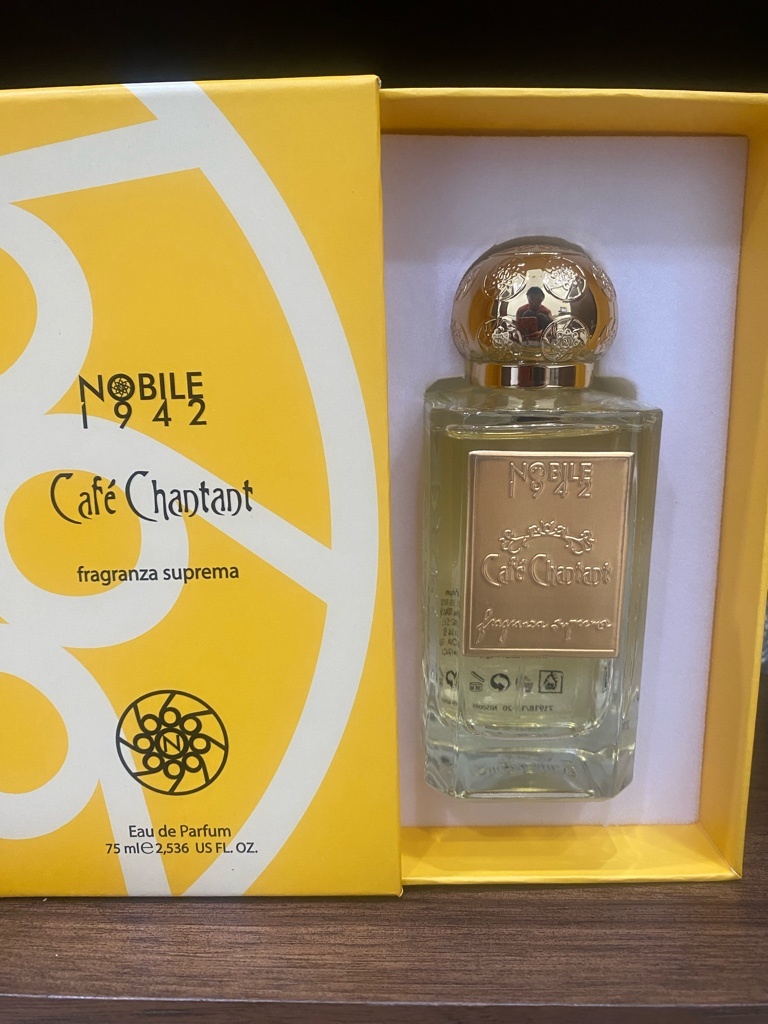 NOBILE
1942
Café Chantant
fragranza suprema
N
Eau de Parfum
75 ml e 2,536 US FL. OZ.
NOBILE
1942
Café Chantant
fragranza suprema